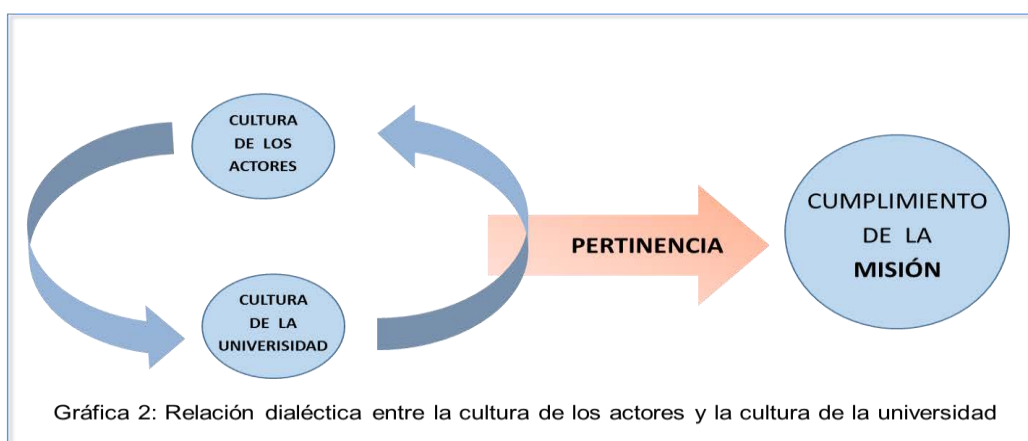 CULTURA
DE LOS
ACTORES
CULTURA
DE LA
UNIVERISIDAD
PERTINENCIA
CUMPLIMIENTO
DE LA
MISIÓN
Gráfica 2: Relación dialéctica entre la cultura de los actores y la cultura de la universidad